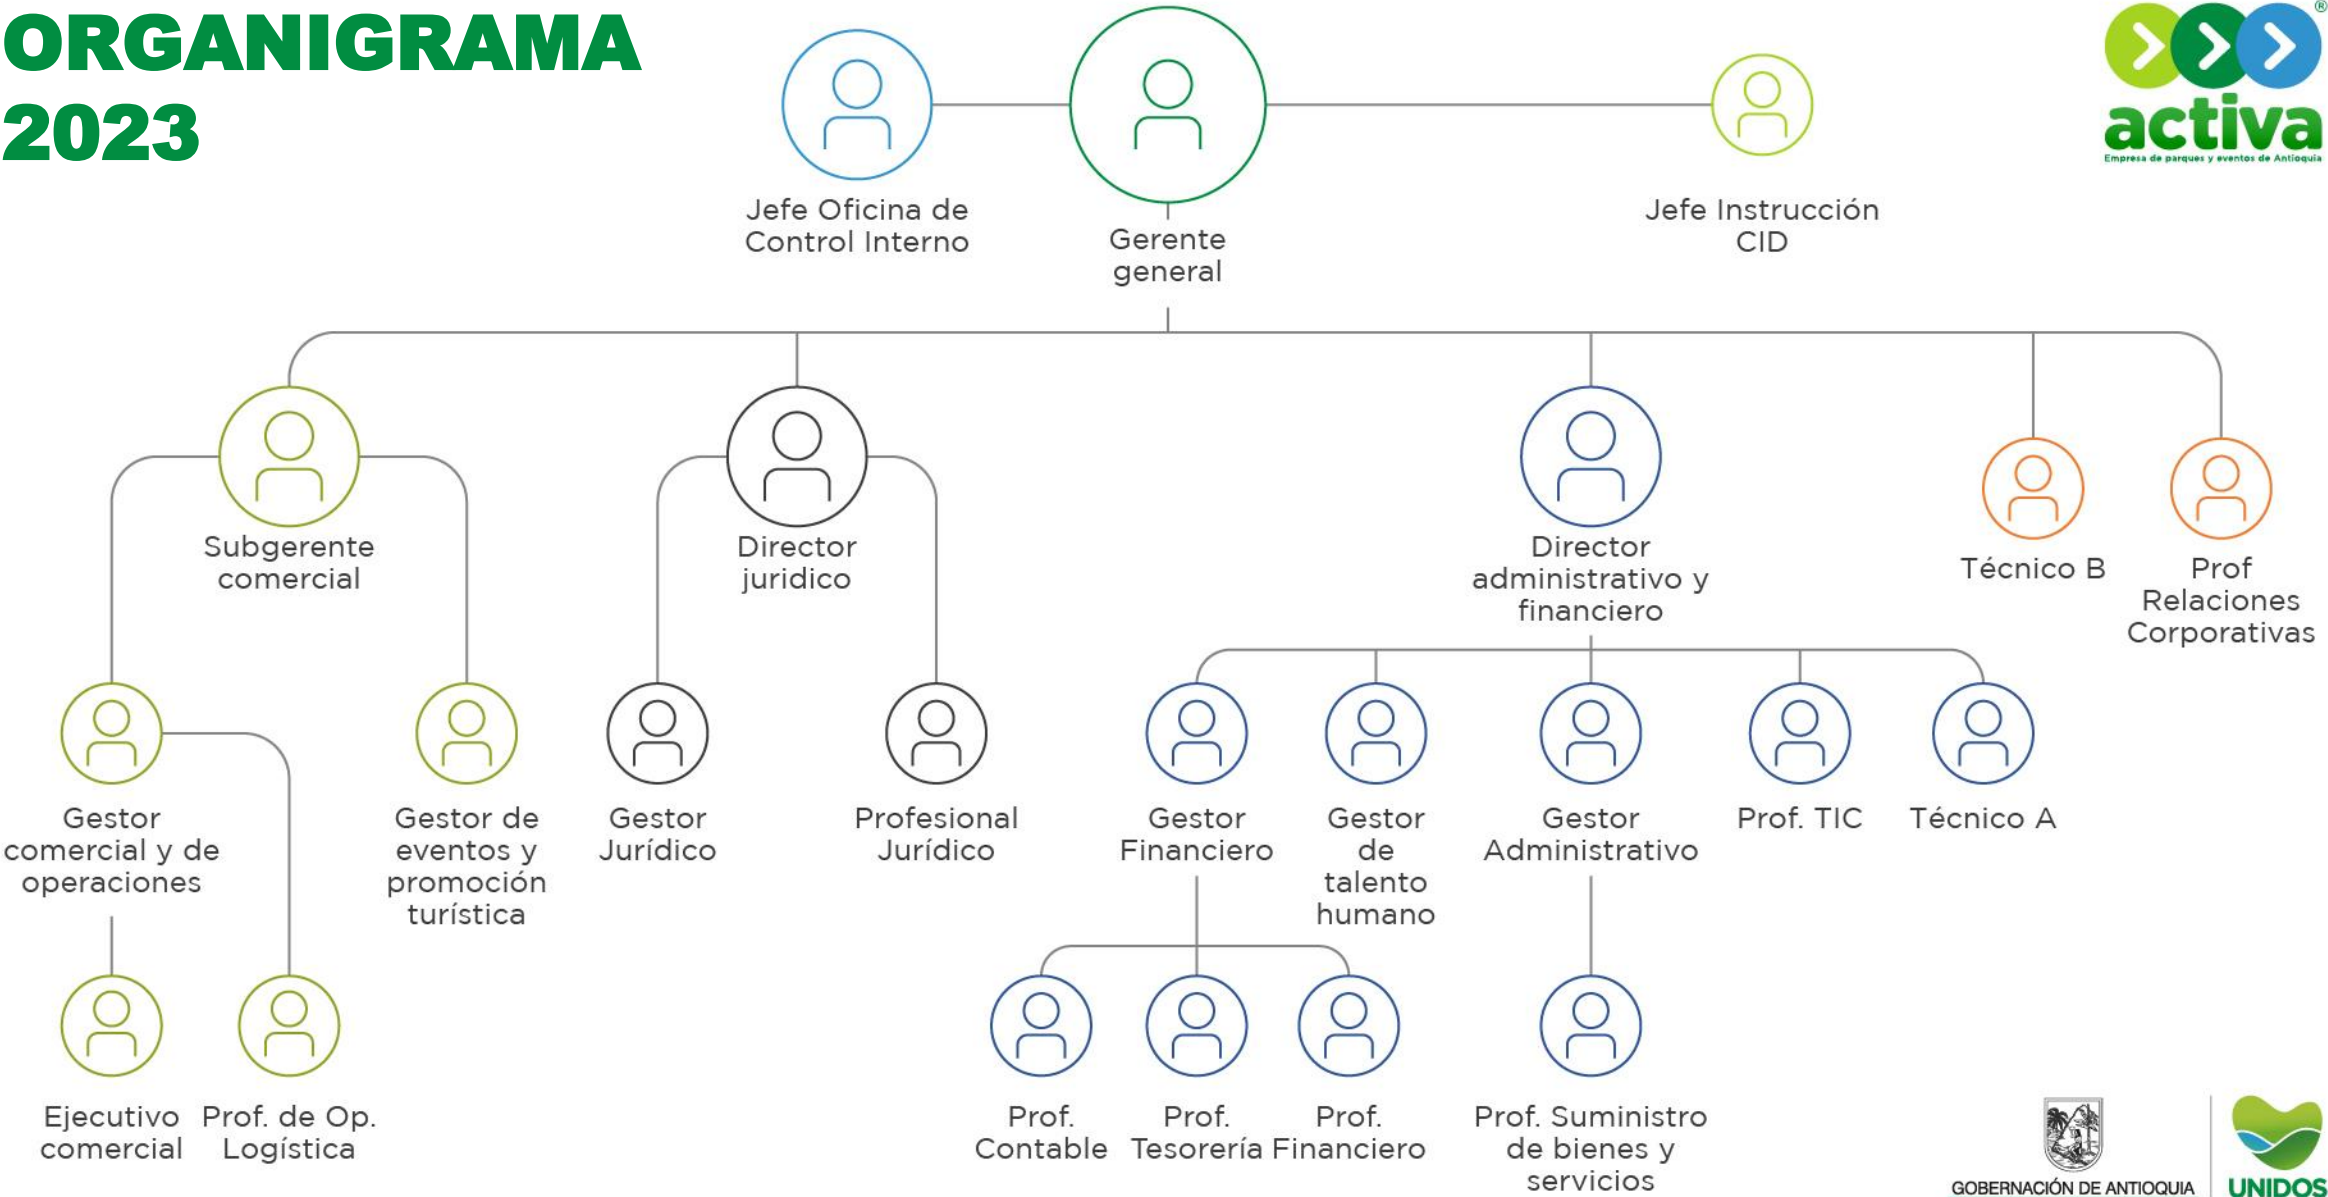 ORGANIGRAMA
2023
®
activa
Empresa de parques y eventos de Antioquia
Jefe Oficina de
Control Interno
Gerente
general
Jefe Instrucción
CID
Subgerente
comercial
Director
juridico
Director
administrativo y
financiero
Técnico B
Prof
Relaciones
Corporativas
Gestor
comercial y de
operaciones
Gestor de
eventos y
promoción
turística
Gestor
Jurídico
Profesional
Jurídico
Gestor
Financiero
Gestor
de
talento
humano
Gestor
Administrativo
Prof. TIC
Técnico A
Ejecutivo
comercial
Prof. de Op.
Logística
Prof.
Contable
Prof.
Tesorería
Prof.
Financiero
Prof. Suministro
de bienes y
servicios
GOBERNACIÓN DE ANTIOQUIA
UNIDOS